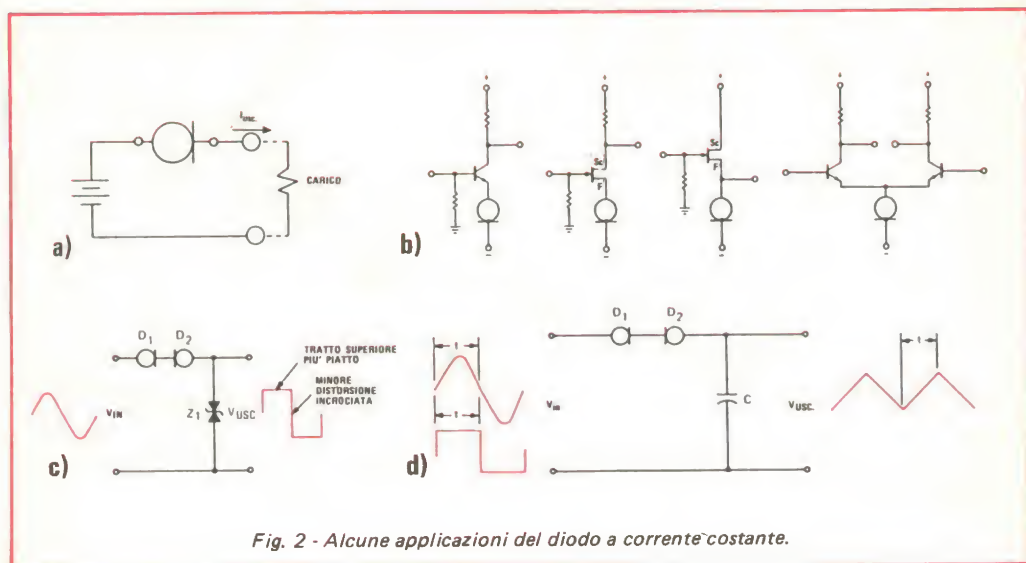 I USC.
CARICO
a)
+ + + + +
Sc
F
Sc
F
− − − −
b)
D1 D2
VIN
Z1
VUSC
TRATTO SUPERIORE
PIU' PIATTO
MINORE
DISTORSIONE
INCROCIATA
c)
t
t
d)
Vin
D1 D2
C
VUSC.
t
Fig. 2 - Alcune applicazioni del diodo a corrente costante.